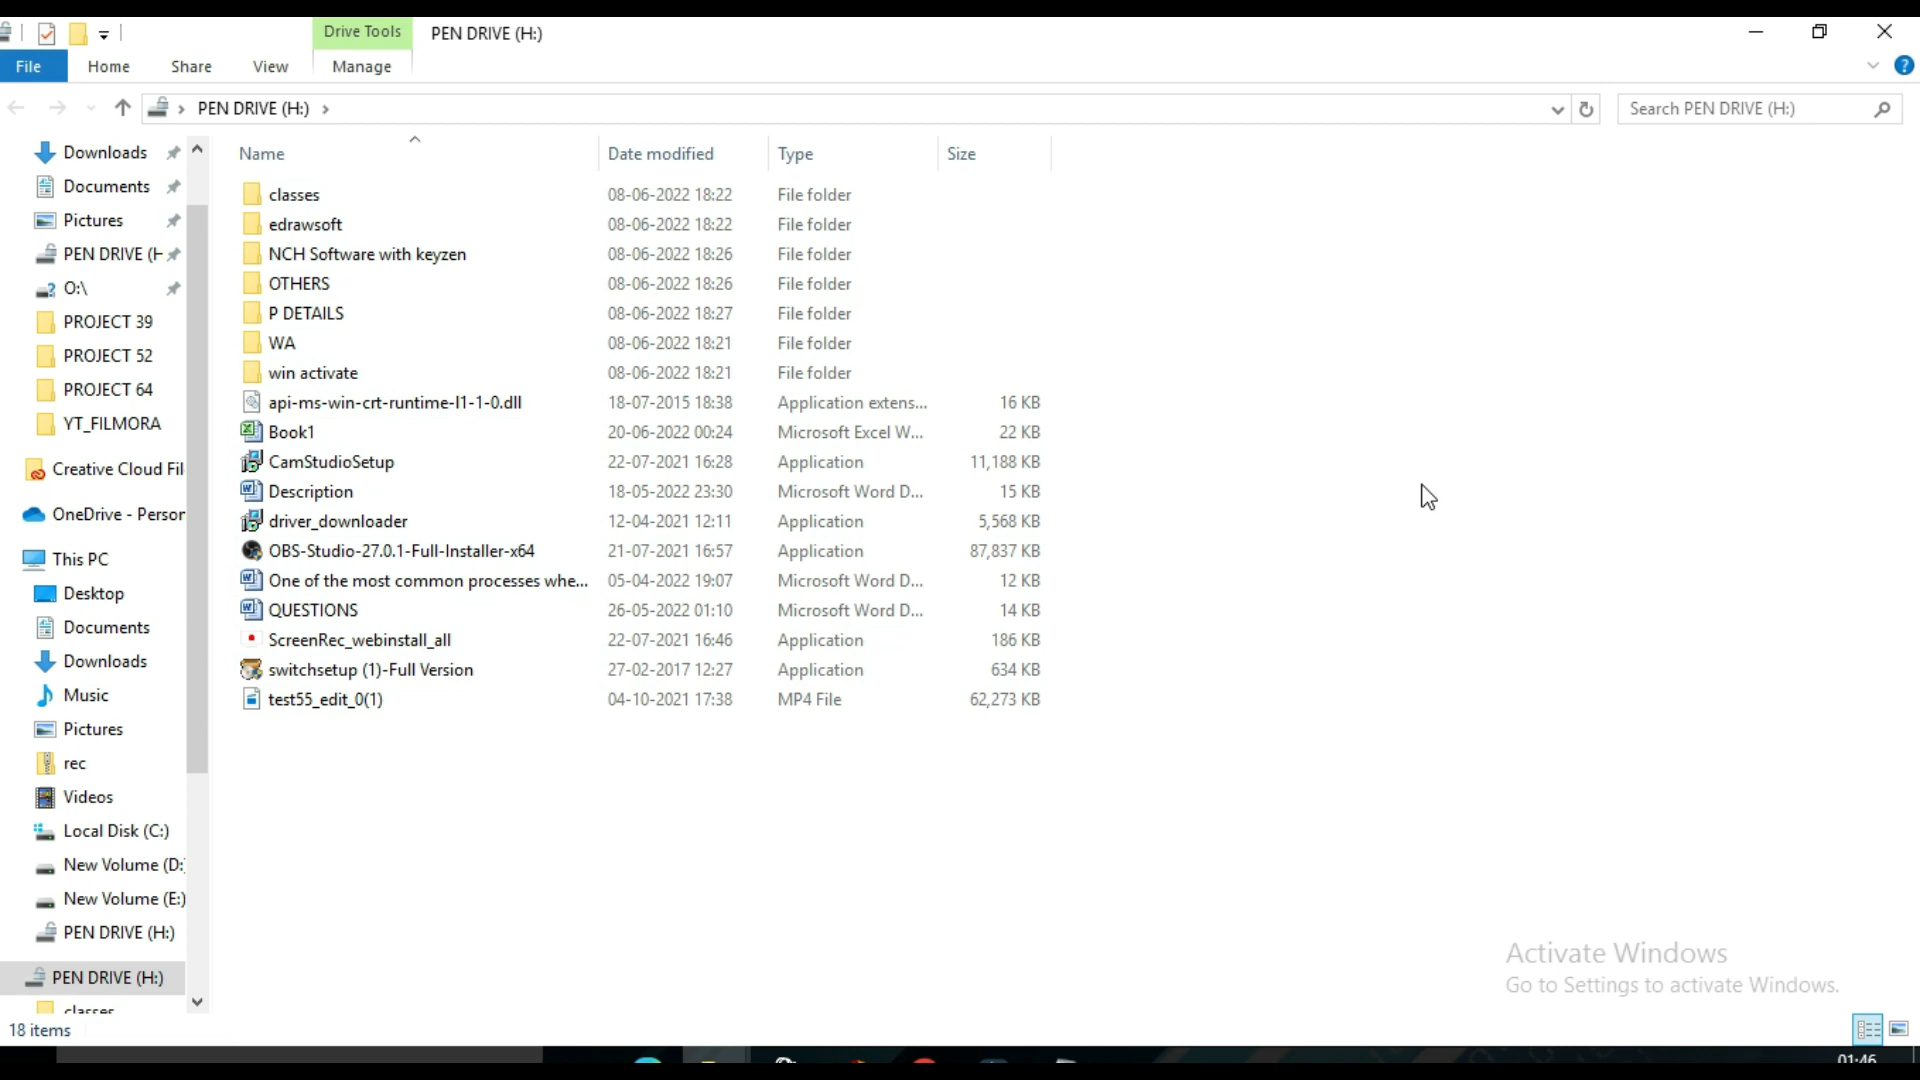 Drive Tools PEN DRIVE (H:)
File Home Share View Manage
PEN DRIVE (H:) Search PEN DRIVE (H:)
Downloads
Documents
Pictures
PEN DRIVE (H
O:\
PROJECT 39
PROJECT 52
PROJECT 64
YT_FILMORA
Creative Cloud Fil
OneDrive - Person
This PC
Desktop
Documents
Downloads
Music
Pictures
rec
Videos
Local Disk (C:)
New Volume (D:)
New Volume (E:)
PEN DRIVE (H:)
PEN DRIVE (H:)
classes
Name Date modified Type Size
classes 08-06-2022 18:22 File folder
edrawsoft 08-06-2022 18:22 File folder
NCH Software with keyzen 08-06-2022 18:26 File folder
OTHERS 08-06-2022 18:26 File folder
P DETAILS 08-06-2022 18:27 File folder
WA 08-06-2022 18:21 File folder
win activate 08-06-2022 18:21 File folder
api-ms-win-crt-runtime-l1-1-0.dll 18-07-2015 18:38 Application extens... 16 KB
Book1 20-06-2022 00:24 Microsoft Excel W... 22 KB
CamStudioSetup 22-07-2021 16:28 Application 11,188 KB
Description 18-05-2022 23:30 Microsoft Word D... 15 KB
driver_downloader 12-04-2021 12:11 Application 5,568 KB
OBS-Studio-27.0.1-Full-Installer-x64 21-07-2021 16:57 Application 87,837 KB
One of the most common processes whe... 05-04-2022 19:07 Microsoft Word D... 12 KB
QUESTIONS 26-05-2022 01:10 Microsoft Word D... 14 KB
ScreenRec_webinstall_all 22-07-2021 16:46 Application 186 KB
switchsetup (1)-Full Version 27-02-2017 12:27 Application 634 KB
test55_edit_0(1) 04-10-2021 17:38 MP4 File 62,273 KB
Activate Windows
Go to Settings to activate Windows.
18 items
01:46